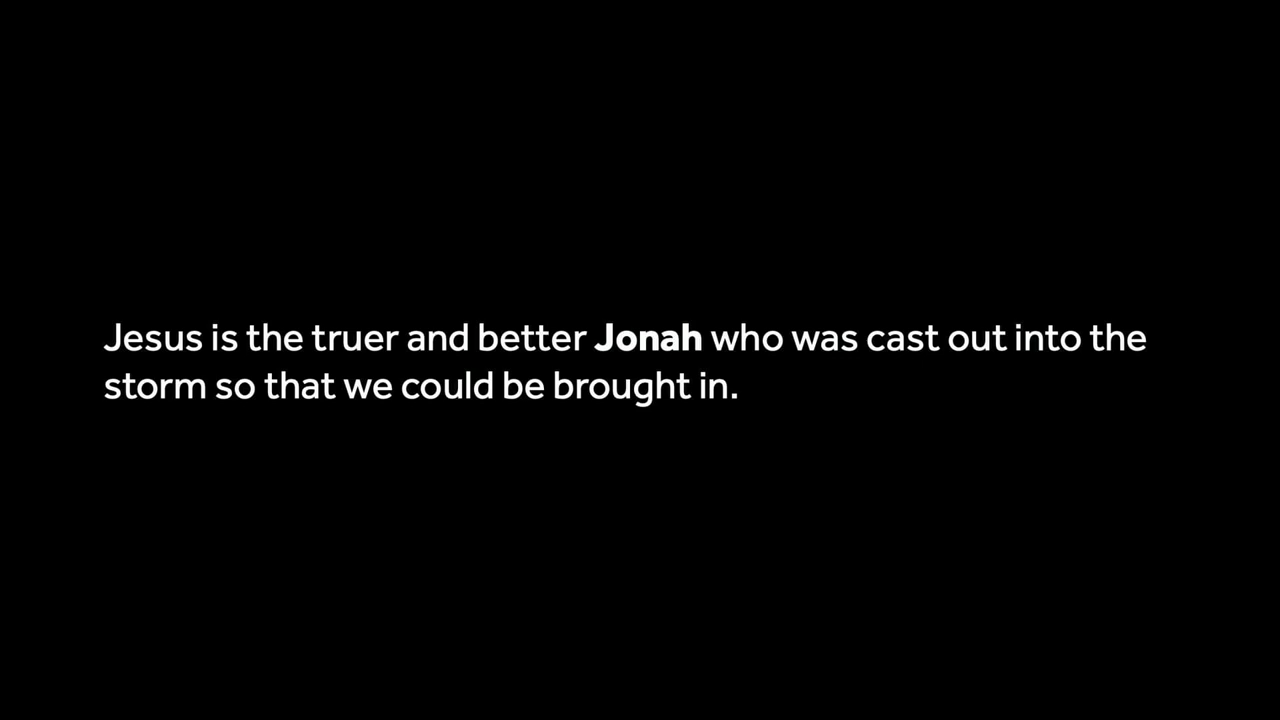 Jesus is the truer and better Jonah who was cast out into the
storm so that we could be brought in.